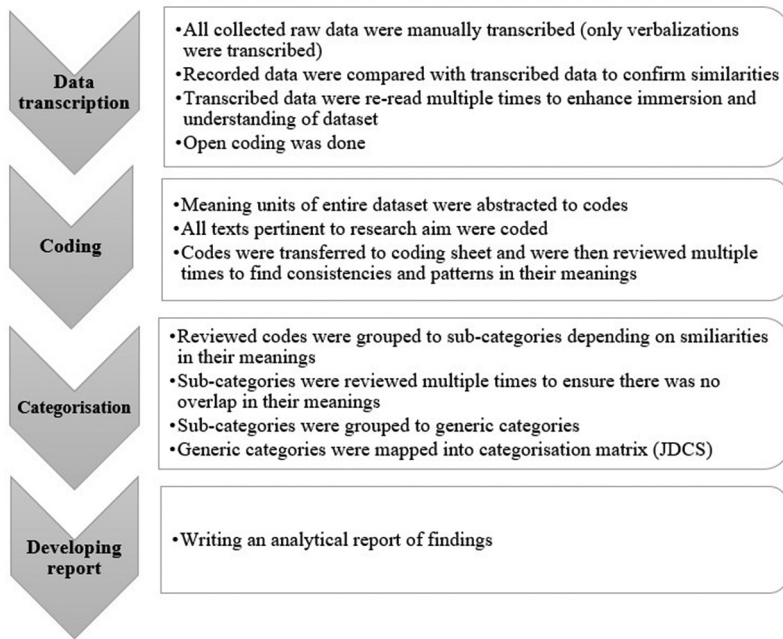 Data
transcription
•All collected raw data were manually transcribed (only verbalizations
were transcribed)
•Recorded data were compared with transcribed data to confirm similarities
•Transcribed data were re-read multiple times to enhance immersion and
understanding of dataset
•Open coding was done
Coding
•Meaning units of entire dataset were abstracted to codes
•All texts pertinent to research aim were coded
•Codes were transferred to coding sheet and were then reviewed multiple
times to find consistencies and patterns in their meanings
Categorisation
•Reviewed codes were grouped to sub-categories depending on smiliarities
in their meanings
•Sub-categories were reviewed multiple times to ensure there was no
overlap in their meanings
•Sub-categories were grouped to generic categories
•Generic categories were mapped into categorisation matrix (JDCS)
Developing
report
•Writing an analytical report of findings